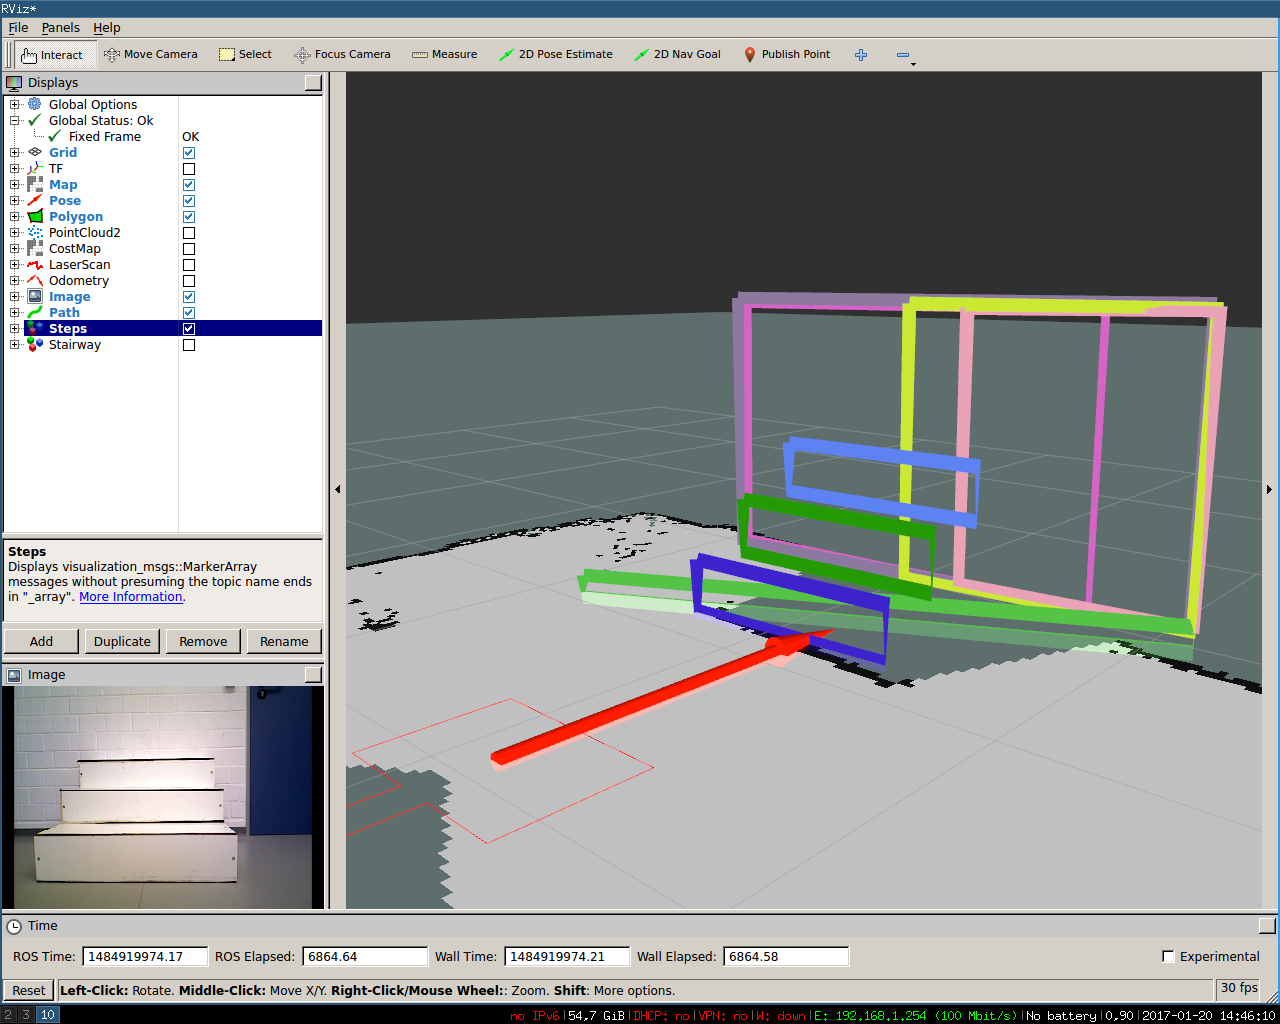 RViz*
File Panels Help
Interact Move Camera Select Focus Camera Measure 2D Pose Estimate 2D Nav Goal Publish Point
Displays
Global Options
Global Status: Ok
Fixed Frame OK
Grid
TF
Map
Pose
Polygon
PointCloud2
CostMap
LaserScan
Odometry
Image
Path
Steps
Stairway
Steps
Displays visualization_msgs::MarkerArray
messages without presuming the topic name ends
in "_array". More Information.
Add Duplicate Remove Rename
Image
Time
ROS Time: 1484919974.17 ROS Elapsed: 6864.64 Wall Time: 1484919974.21 Wall Elapsed: 6864.58 Experimental
Reset Left-Click: Rotate. Middle-Click: Move X/Y. Right-Click/Mouse Wheel:: Zoom. Shift: More options. 30 fps
2 3 10 no IPv6|54.7 GiB|DHCP: no|VPN: no|W: down|E: 192.168.1.254 (100 Mbit/s)|No battery|0.90|2017-01-20 14:46:10